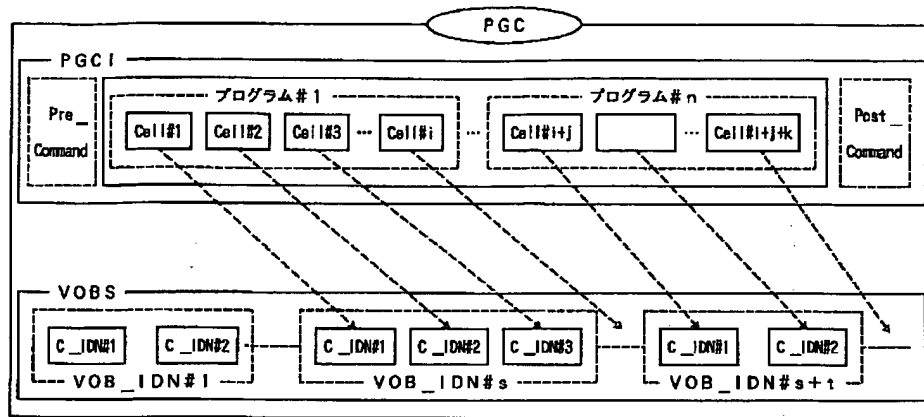 PGC
PGCI
Pre_
Command
プログラム#1
Cell#1 Cell#2 Cell#3 … Cell#i
…
プログラム#n
Cell#i+j … Cell#i+j+k
Post_
Command
VOBS
C_IDN#1 C_IDN#2
VOB_IDN#1
C_IDN#1 C_IDN#2 C_IDN#3
VOB_IDN#s
C_IDN#1 C_IDN#2
VOB_IDN#s+t